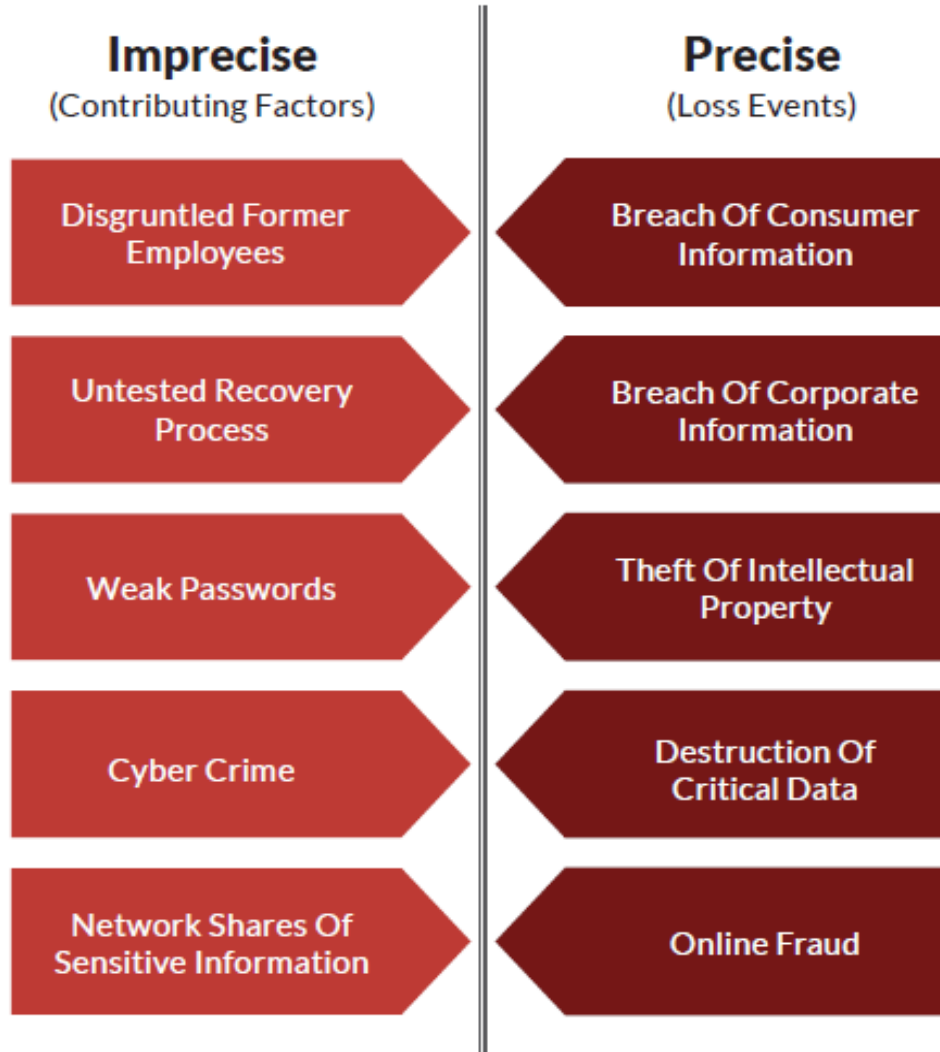 Imprecise
(Contributing Factors)
Disgruntled Former
Employees
Untested Recovery
Process
Weak Passwords
Cyber Crime
Network Shares Of
Sensitive Information
Precise
(Loss Events)
Breach Of Consumer
Information
Breach Of Corporate
Information
Theft Of Intellectual
Property
Destruction Of
Critical Data
Online Fraud